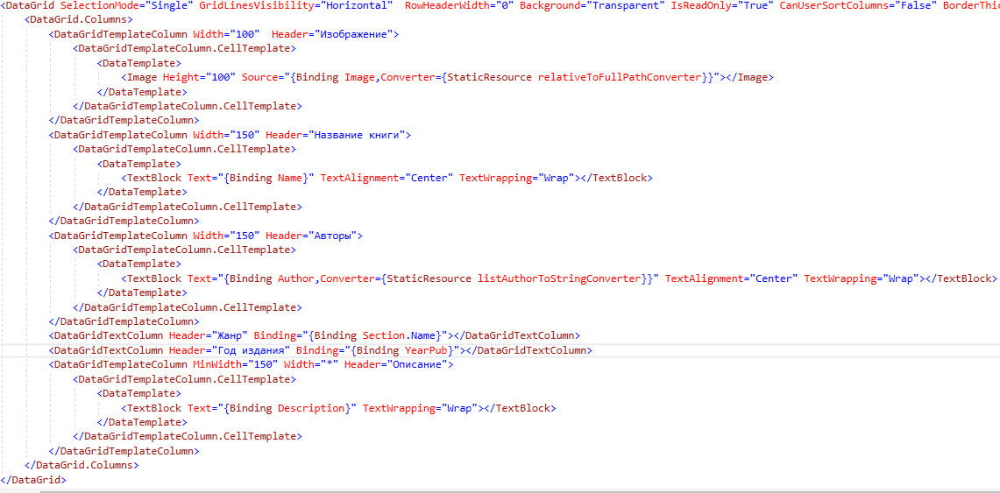 <DataGrid SelectionMode="Single" GridLinesVisibility="Horizontal"  RowHeaderWidth="0" Background="Transparent" IsReadOnly="True" CanUserSortColumns="False" BorderThic
    <DataGrid.Columns>
        <DataGridTemplateColumn Width="100"  Header="Изображение">
            <DataGridTemplateColumn.CellTemplate>
                <DataTemplate>
                    <Image Height="100" Source="{Binding Image,Converter={StaticResource relativeToFullPathConverter}}"></Image>
                </DataTemplate>
            </DataGridTemplateColumn.CellTemplate>
        </DataGridTemplateColumn>
        <DataGridTemplateColumn Width="150" Header="Название книги">
            <DataGridTemplateColumn.CellTemplate>
                <DataTemplate>
                    <TextBlock Text="{Binding Name}" TextAlignment="Center" TextWrapping="Wrap"></TextBlock>
                </DataTemplate>
            </DataGridTemplateColumn.CellTemplate>
        </DataGridTemplateColumn>
        <DataGridTemplateColumn Width="150" Header="Авторы">
            <DataGridTemplateColumn.CellTemplate>
                <DataTemplate>
                    <TextBlock Text="{Binding Author,Converter={StaticResource listAuthorToStringConverter}}" TextAlignment="Center" TextWrapping="Wrap"></TextBlock>
                </DataTemplate>
            </DataGridTemplateColumn.CellTemplate>
        </DataGridTemplateColumn>
        <DataGridTextColumn Header="Жанр" Binding="{Binding Section.Name}"></DataGridTextColumn>
        <DataGridTextColumn Header="Год издания" Binding="{Binding YearPub}"></DataGridTextColumn>
        <DataGridTemplateColumn MinWidth="150" Width="*" Header="Описание">
            <DataGridTemplateColumn.CellTemplate>
                <DataTemplate>
                    <TextBlock Text="{Binding Description}" TextWrapping="Wrap"></TextBlock>
                </DataTemplate>
            </DataGridTemplateColumn.CellTemplate>
        </DataGridTemplateColumn>
    </DataGrid.Columns>
</DataGrid>